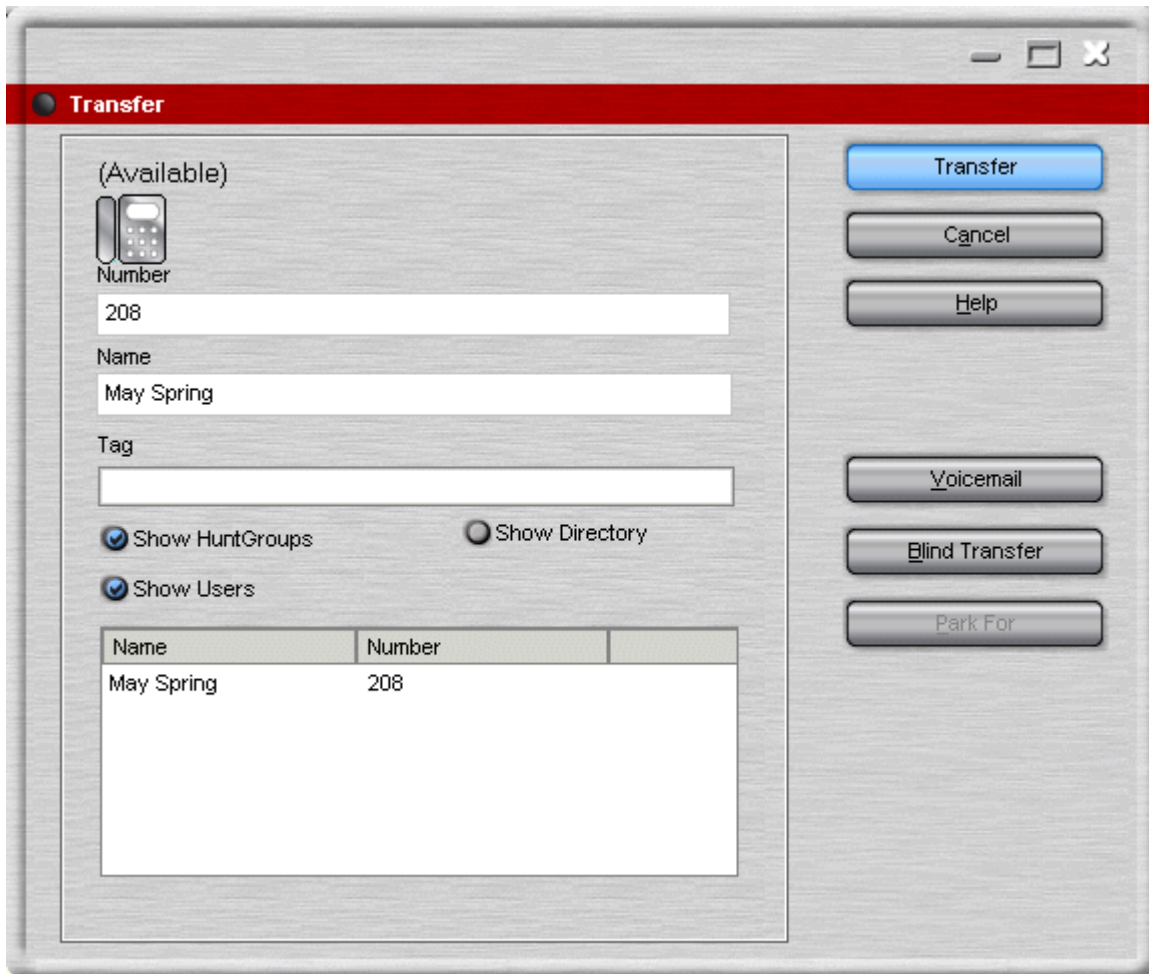 Transfer
(Available)
Number
208
Name
May Spring
Tag
Show HuntGroups
Show Directory
Show Users
Name Number
May Spring 208
Transfer
Cancel
Help
Voicemail
Blind Transfer
Park For